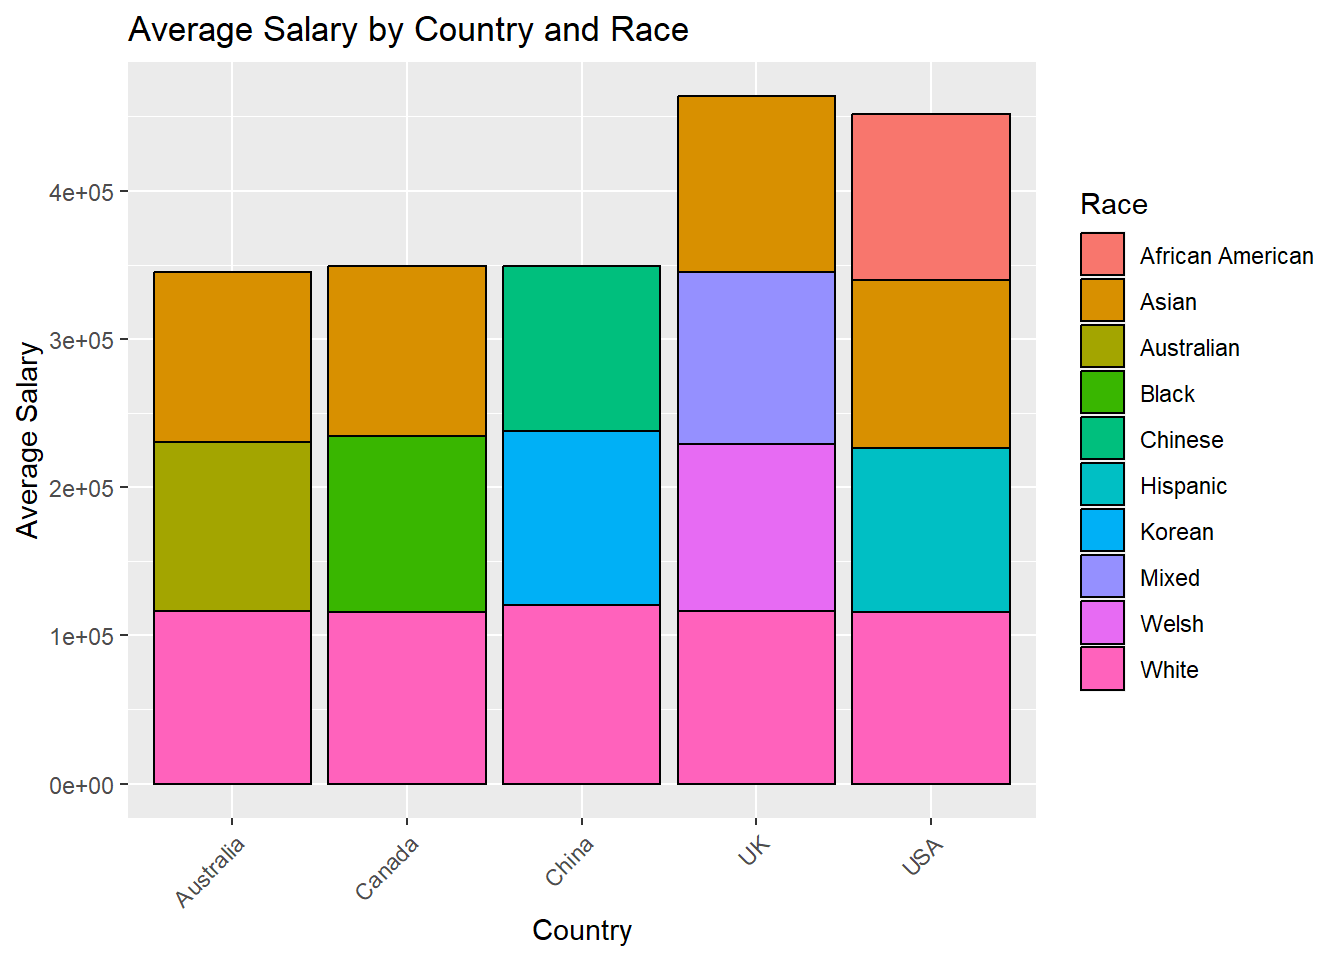 Average Salary by Country and Race
Average Salary
4e+05
3e+05
2e+05
1e+05
0e+00
Australia
Canada
China
UK
USA
Country
Race
African American
Asian
Australian
Black
Chinese
Hispanic
Korean
Mixed
Welsh
White